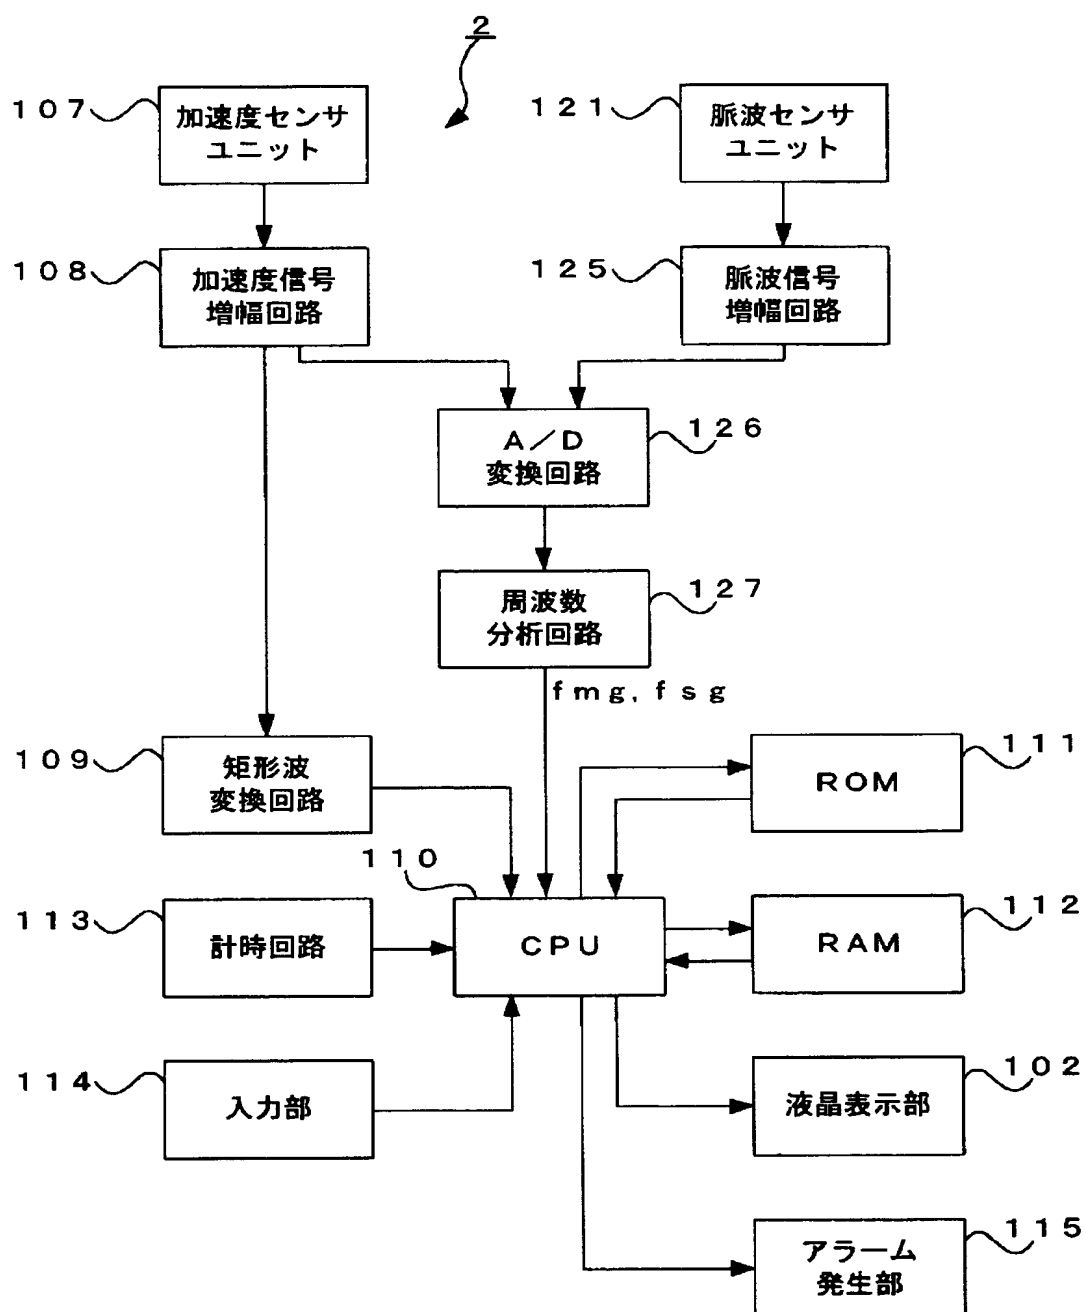 2
107
加速度センサ
ユニット
121
脈波センサ
ユニット
108
加速度信号
増幅回路
125
脈波信号
増幅回路
A/D
変換回路
126
周波数
分析回路
127
fmg, fsg
109
矩形波
変換回路
111
ROM
110
CPU
113
計時回路
112
RAM
114
入力部
102
液晶表示部
115
アラーム
発生部